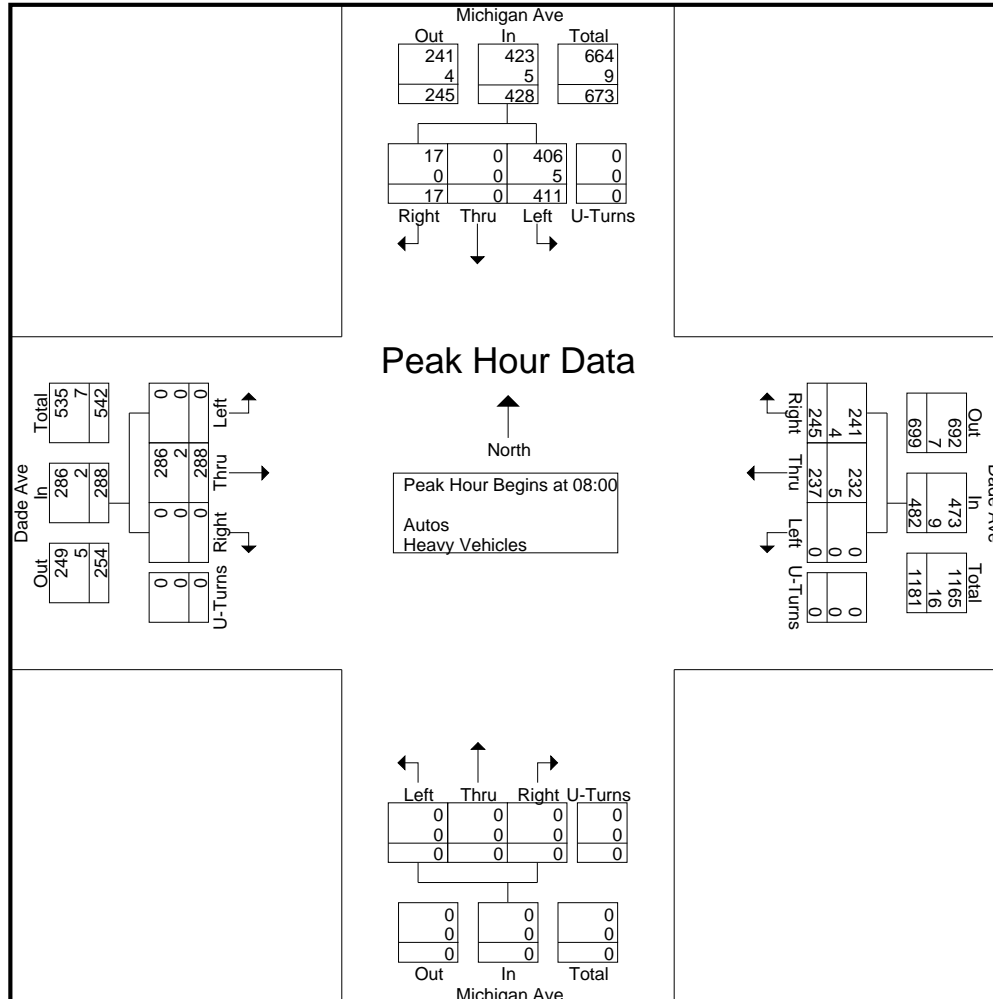 Michigan Ave
Out In Total
241 423 664
4 5 9
245 428 673
17 0 406 0
0 0 5 0
17 0 411 0
Right Thru Left U-Turns
Peak Hour Data
North
Peak Hour Begins at 08:00
Autos
Heavy Vehicles
Dade Ave
Total In Out
535 286 249
7 2 5
542 288 254
0 286 0 0
0 2 0 0
0 288 0 0
Left Thru Right U-Turns
Dade Ave
Out In Total
692 473 1165
7 9 16
699 482 1181
241 232 0 0
4 5 0 0
245 237 0 0
Right Thru Left U-Turns
Left Thru Right U-Turns
0 0 0 0
0 0 0 0
0 0 0 0
0 0 0
0 0 0
0 0 0
Out In Total
Michigan Ave